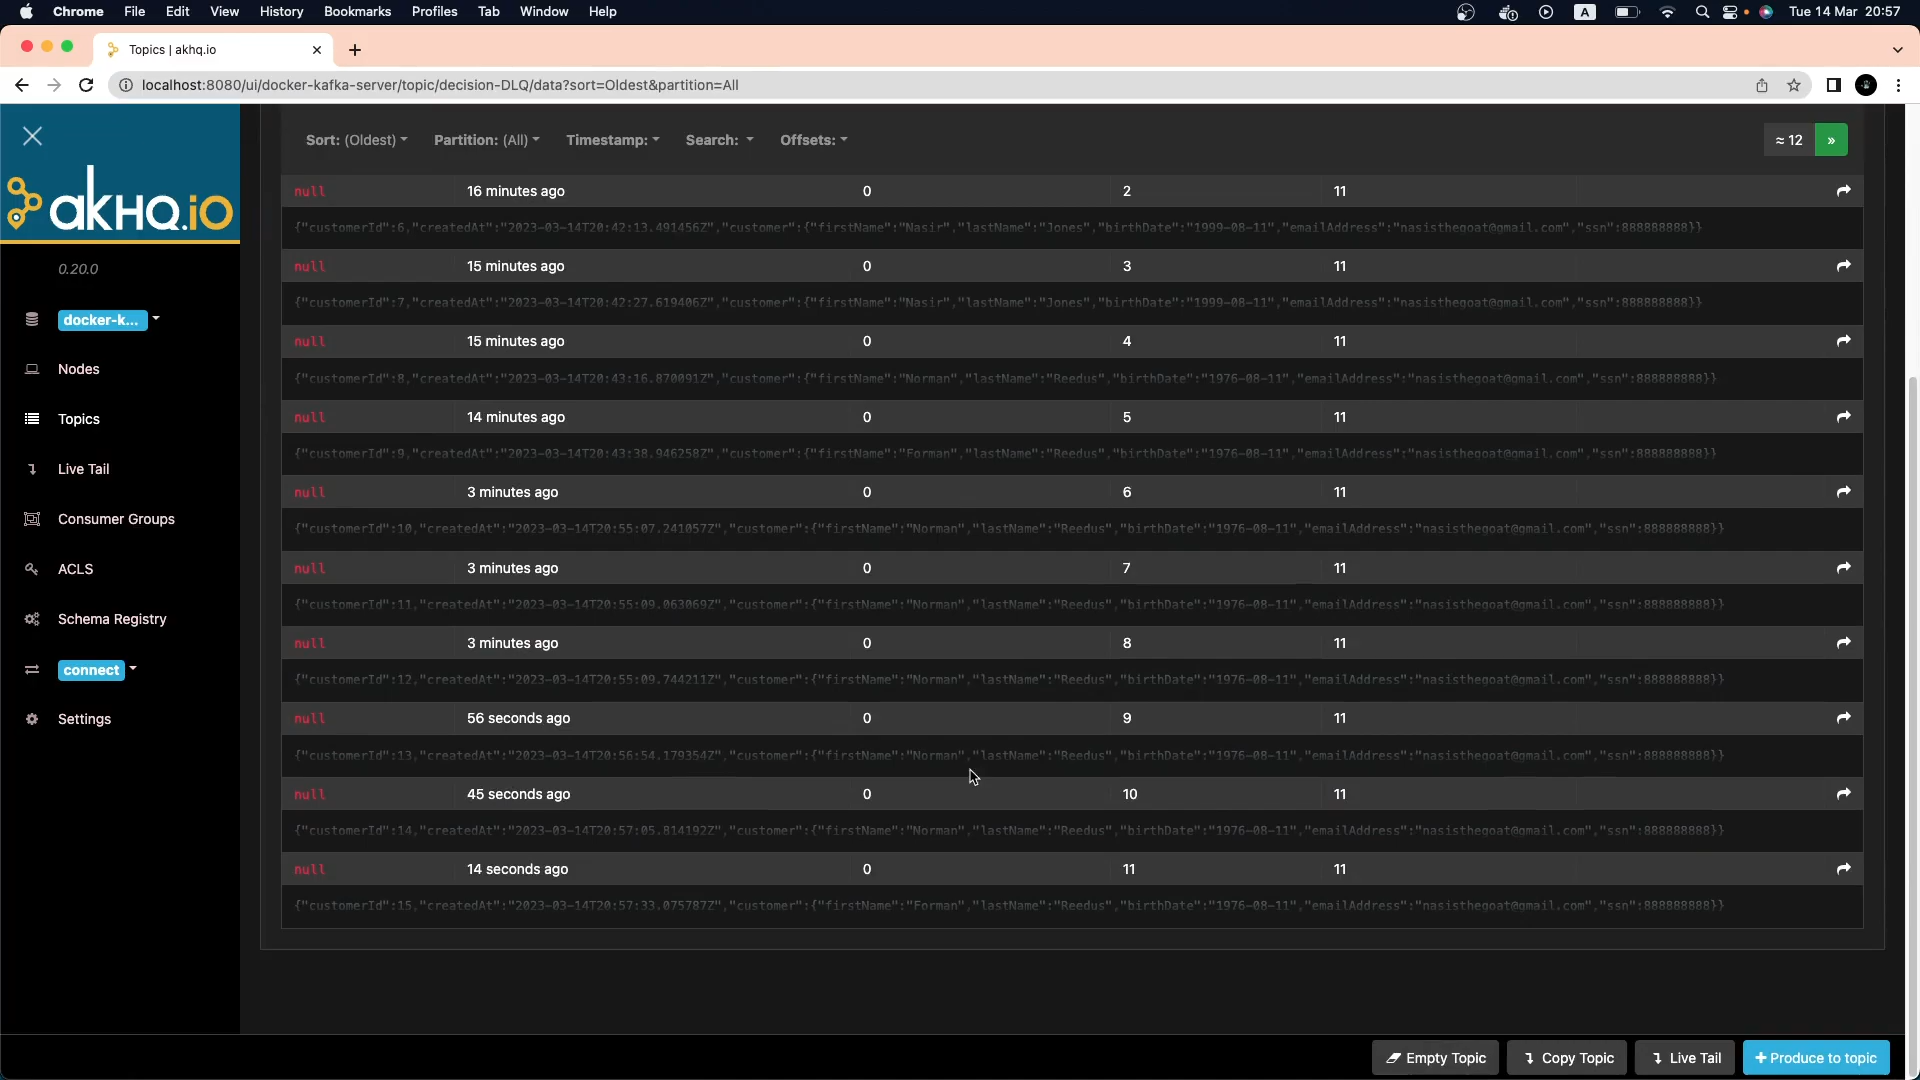 Chrome File Edit View History Bookmarks Profiles Tab Window Help A Tue 14 Mar 20:57
Topics | akhq.io
localhost:8080/ui/docker-kafka-server/topic/decision-DLQ/data?sort=Oldest&partition=All
Sort: (Oldest) Partition: (All) Timestamp: Search: Offsets: ≈ 12 »
akHQ.io
0.20.0
docker-k...
Nodes
Topics
Live Tail
Consumer Groups
ACLS
Schema Registry
connect
Settings
null 16 minutes ago 0 2 11
{"customerId":6,"createdAt":"2023-03-14T20:42:13.491456Z","customer":{"firstName":"Nasir","lastName":"Jones","birthDate":"1999-08-11","emailAddress":"nasisthegoat@gmail.com","ssn":888888888}}
null 15 minutes ago 0 3 11
{"customerId":7,"createdAt":"2023-03-14T20:42:27.619406Z","customer":{"firstName":"Nasir","lastName":"Jones","birthDate":"1999-08-11","emailAddress":"nasisthegoat@gmail.com","ssn":888888888}}
null 15 minutes ago 0 4 11
{"customerId":8,"createdAt":"2023-03-14T20:43:16.870091Z","customer":{"firstName":"Norman","lastName":"Reedus","birthDate":"1976-08-11","emailAddress":"nasisthegoat@gmail.com","ssn":888888888}}
null 14 minutes ago 0 5 11
{"customerId":9,"createdAt":"2023-03-14T20:43:38.946258Z","customer":{"firstName":"Forman","lastName":"Reedus","birthDate":"1976-08-11","emailAddress":"nasisthegoat@gmail.com","ssn":888888888}}
null 3 minutes ago 0 6 11
{"customerId":10,"createdAt":"2023-03-14T20:55:07.241057Z","customer":{"firstName":"Norman","lastName":"Reedus","birthDate":"1976-08-11","emailAddress":"nasisthegoat@gmail.com","ssn":888888888}}
null 3 minutes ago 0 7 11
{"customerId":11,"createdAt":"2023-03-14T20:55:09.063069Z","customer":{"firstName":"Norman","lastName":"Reedus","birthDate":"1976-08-11","emailAddress":"nasisthegoat@gmail.com","ssn":888888888}}
null 3 minutes ago 0 8 11
{"customerId":12,"createdAt":"2023-03-14T20:55:09.744211Z","customer":{"firstName":"Norman","lastName":"Reedus","birthDate":"1976-08-11","emailAddress":"nasisthegoat@gmail.com","ssn":888888888}}
null 56 seconds ago 0 9 11
{"customerId":13,"createdAt":"2023-03-14T20:56:54.179354Z","customer":{"firstName":"Norman","lastName":"Reedus","birthDate":"1976-08-11","emailAddress":"nasisthegoat@gmail.com","ssn":888888888}}
null 45 seconds ago 0 10 11
{"customerId":14,"createdAt":"2023-03-14T20:57:05.814192Z","customer":{"firstName":"Norman","lastName":"Reedus","birthDate":"1976-08-11","emailAddress":"nasisthegoat@gmail.com","ssn":888888888}}
null 14 seconds ago 0 11 11
{"customerId":15,"createdAt":"2023-03-14T20:57:33.075787Z","customer":{"firstName":"Forman","lastName":"Reedus","birthDate":"1976-08-11","emailAddress":"nasisthegoat@gmail.com","ssn":888888888}}
Empty Topic Copy Topic Live Tail + Produce to topic